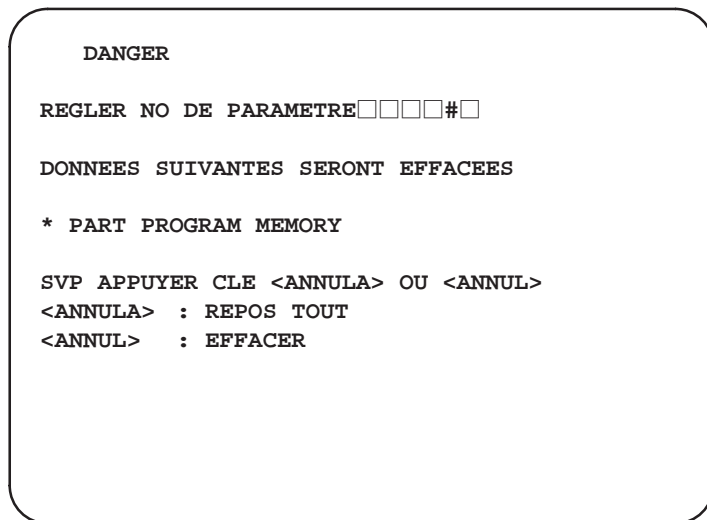 DANGER
REGLER NO DE PARAMETRE□□□□#□
DONNEES SUIVANTES SERONT EFFACEES
* PART PROGRAM MEMORY
SVP APPUYER CLE <ANNULA> OU <ANNUL>
<ANNULA> : REPOS TOUT
<ANNUL> : EFFACER